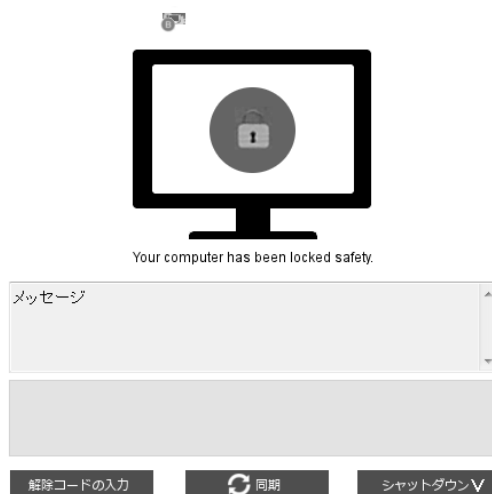 Your computer has been locked safety.
メッセージ
解除コードの入力
同期
シャットダウン